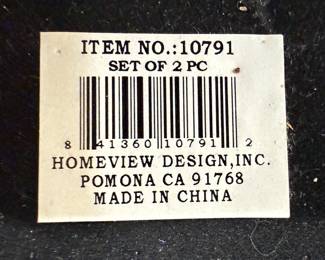 ITEM NO.:10791
SET OF 2 PC
8 41360 10791 2
HOMEVIEW DESIGN,INC.
POMONA CA 91768
MADE IN CHINA